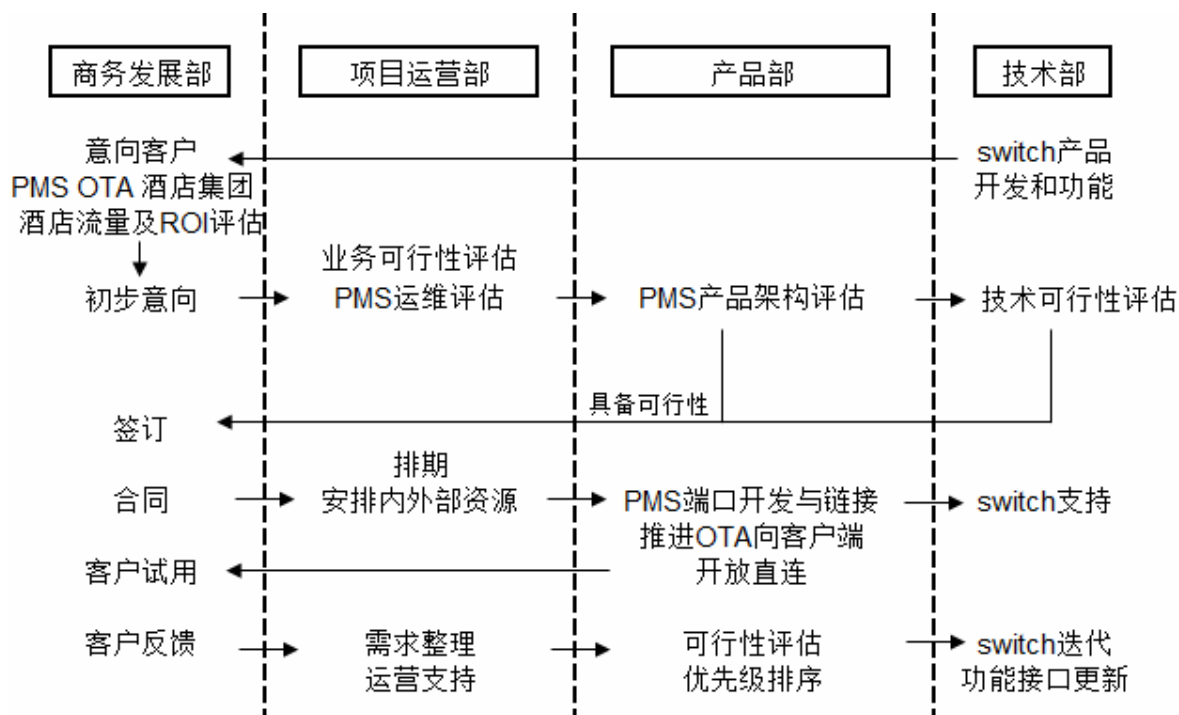 商务发展部
项目运营部
产品部
技术部
意向客户
PMS OTA 酒店集团
酒店流量及ROI评估
switch产品
开发和功能
初步意向
业务可行性评估
PMS运维评估
PMS产品架构评估
技术可行性评估
具备可行性
签订
合同
排期
安排内外部资源
PMS端口开发与链接
推进OTA向客户端
开放直连
switch支持
客户试用
客户反馈
需求整理
运营支持
可行性评估
优先级排序
switch迭代
功能接口更新